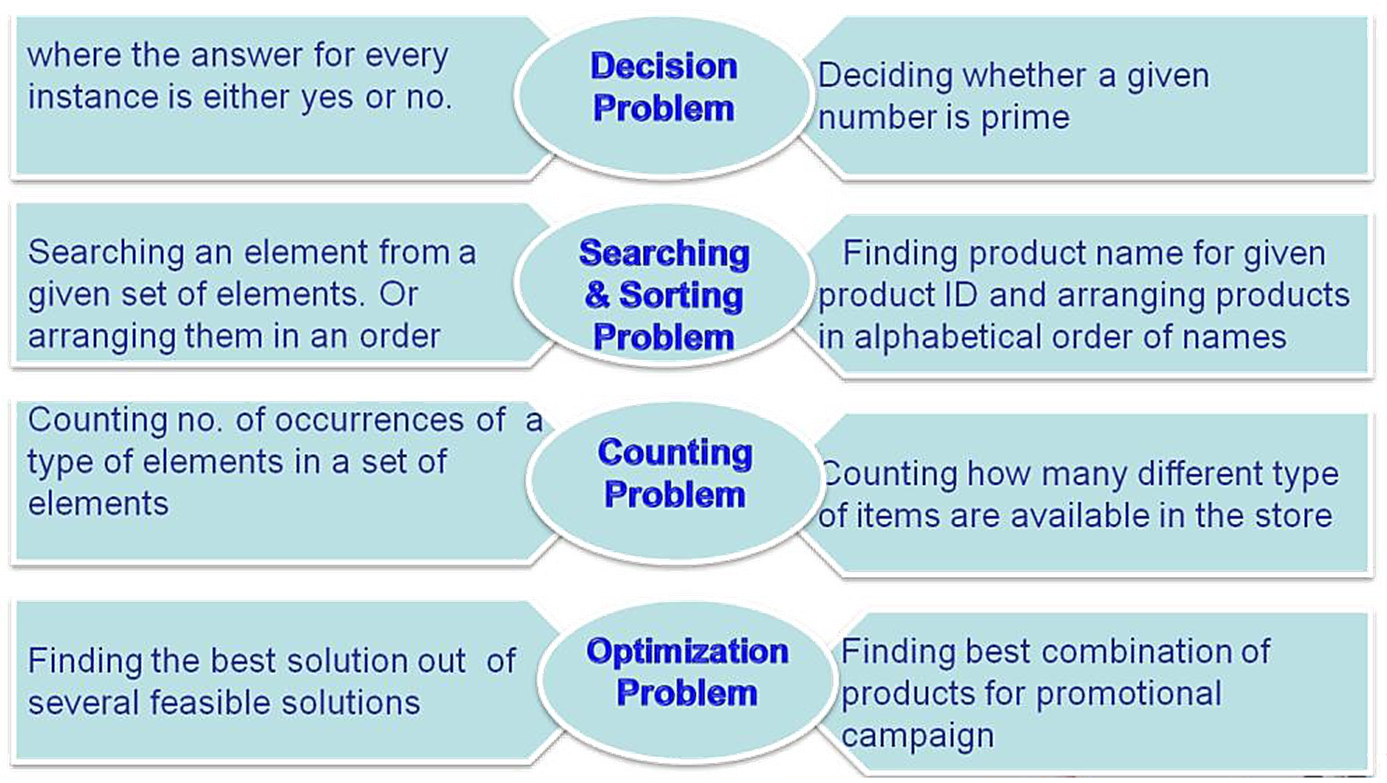 where the answer for every
instance is either yes or no.
Decision
Problem
Deciding whether a given
number is prime
Searching an element from a
given set of elements. Or
arranging them in an order
Searching
& Sorting
Problem
Finding product name for given
product ID and arranging products
in alphabetical order of names
Counting no. of occurrences of a
type of elements in a set of
elements
Counting
Problem
Counting how many different type
of items are available in the store
Finding the best solution out of
several feasible solutions
Optimization
Problem
Finding best combination of
products for promotional
campaign